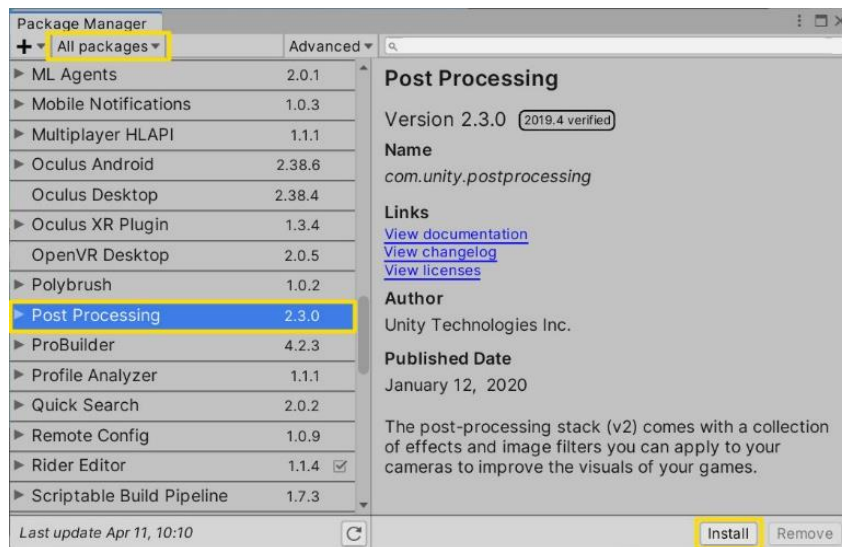 Package Manager
All packages
Advanced
ML Agents 2.0.1
Mobile Notifications 1.0.3
Multiplayer HLAPI 1.1.1
Oculus Android 2.38.6
Oculus Desktop 2.38.4
Oculus XR Plugin 1.3.4
OpenVR Desktop 2.0.5
Polybrush 1.0.2
Post Processing 2.3.0
ProBuilder 4.2.3
Profile Analyzer 1.1.1
Quick Search 2.0.2
Remote Config 1.0.9
Rider Editor 1.1.4
Scriptable Build Pipeline 1.7.3
Last update Apr 11, 10:10
Post Processing
Version 2.3.0 2019.4 verified
Name
com.unity.postprocessing
Links
View documentation
View changelog
View licenses
Author
Unity Technologies Inc.
Published Date
January 12, 2020
The post-processing stack (v2) comes with a collection
of effects and image filters you can apply to your
cameras to improve the visuals of your games.
Install Remove